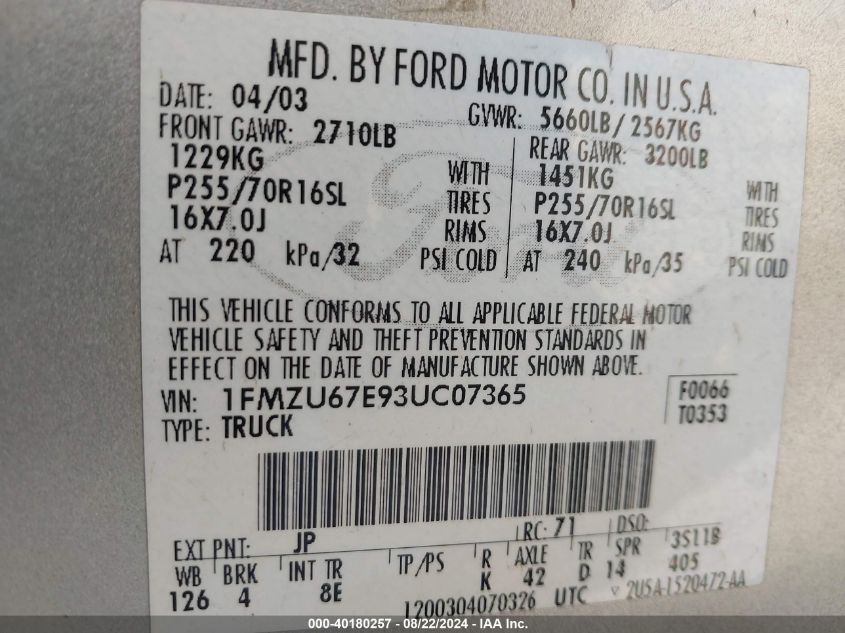 MFD. BY FORD MOTOR CO. IN U.S.A.
DATE: 04/03 GVWR: 5660LB/ 2567KG
FRONT GAWR: 2710LB REAR GAWR: 3200LB
1229KG WITH 1451KG WITH
P255/70R16SL TIRES P255/70R16SL TIRES
16X7.0J RIMS 16X7.0J RIMS
AT 220 kPa/32 PSI COLD AT 240 kPa/35 PSI COLD
THIS VEHICLE CONFORMS TO ALL APPLICABLE FEDERAL MOTOR
VEHICLE SAFETY AND THEFT PREVENTION STANDARDS IN
EFFECT ON THE DATE OF MANUFACTURE SHOWN ABOVE.
VIN: 1FMZU67E93UC07365 F0066
TYPE: TRUCK T0353
EXT PNT: JP RC: 71 DSO:
WB BRK INT TR TP/PS R AXLE TR SPR 3S11B
126 4 8E K 42 D 14 405
1200304070326 UTC 2U5A-1520472-AA
000-40180257 - 08/22/2024 - IAA Inc.